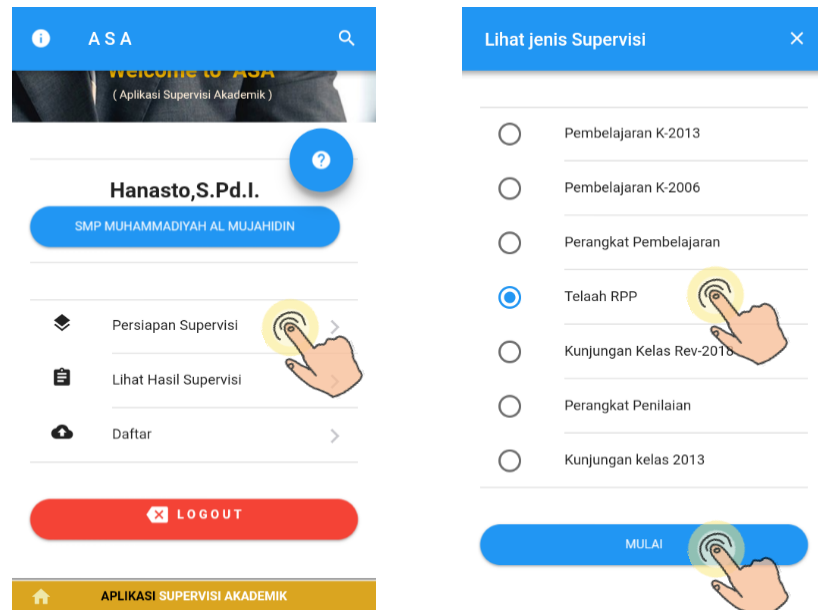 A S A
Welcome to ASA
( Aplikasi Supervisi Akademik )
Hanasto,S.Pd.I.
SMP MUHAMMADIYAH AL MUJAHIDIN
Persiapan Supervisi
Lihat Hasil Supervisi
Daftar
LOGOUT
APLIKASI SUPERVISI AKADEMIK
Lihat jenis Supervisi
Pembelajaran K-2013
Pembelajaran K-2006
Perangkat Pembelajaran
Telaah RPP
Kunjungan Kelas Rev-2018
Perangkat Penilaian
Kunjungan kelas 2013
MULAI